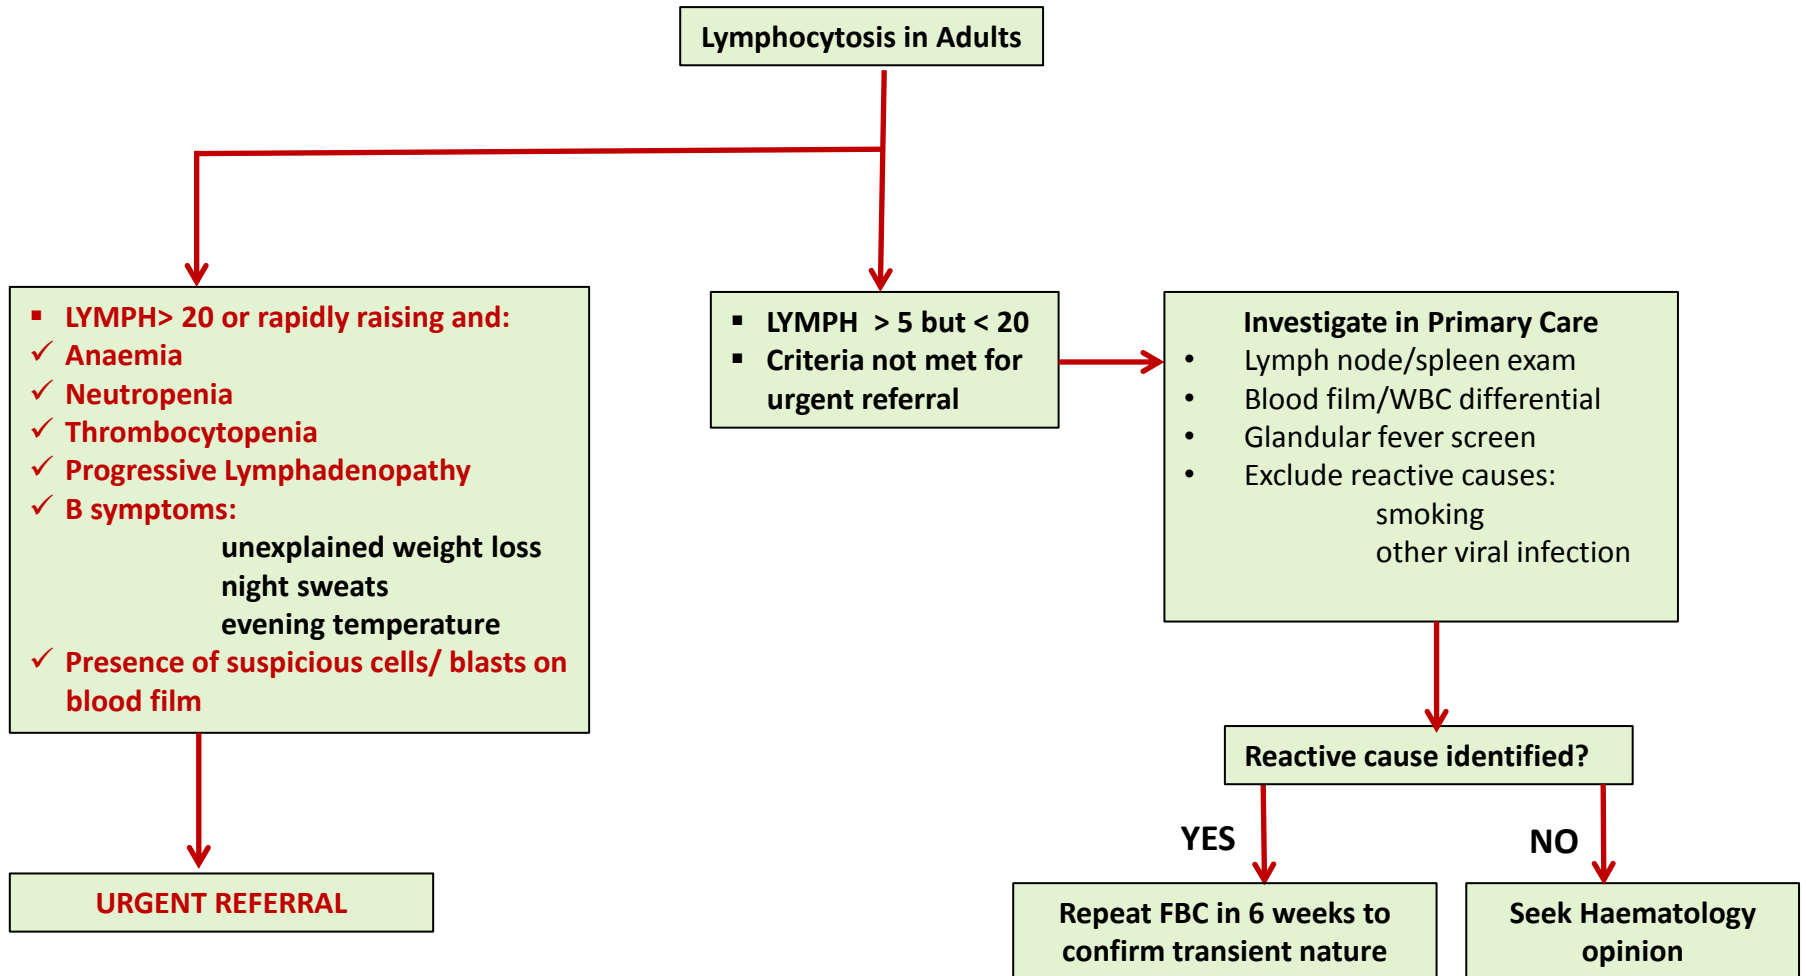 Lymphocytosis in Adults
▪ LYMPH> 20 or rapidly raising and:
✓ Anaemia
✓ Neutropenia
✓ Thrombocytopenia
✓ Progressive Lymphadenopathy
✓ B symptoms:
unexplained weight loss
night sweats
evening temperature
✓ Presence of suspicious cells/ blasts on
blood film
URGENT REFERRAL
▪ LYMPH > 5 but < 20
▪ Criteria not met for
urgent referral
Investigate in Primary Care
• Lymph node/spleen exam
• Blood film/WBC differential
• Glandular fever screen
• Exclude reactive causes:
smoking
other viral infection
Reactive cause identified?
YES
NO
Repeat FBC in 6 weeks to
confirm transient nature
Seek Haematology
opinion